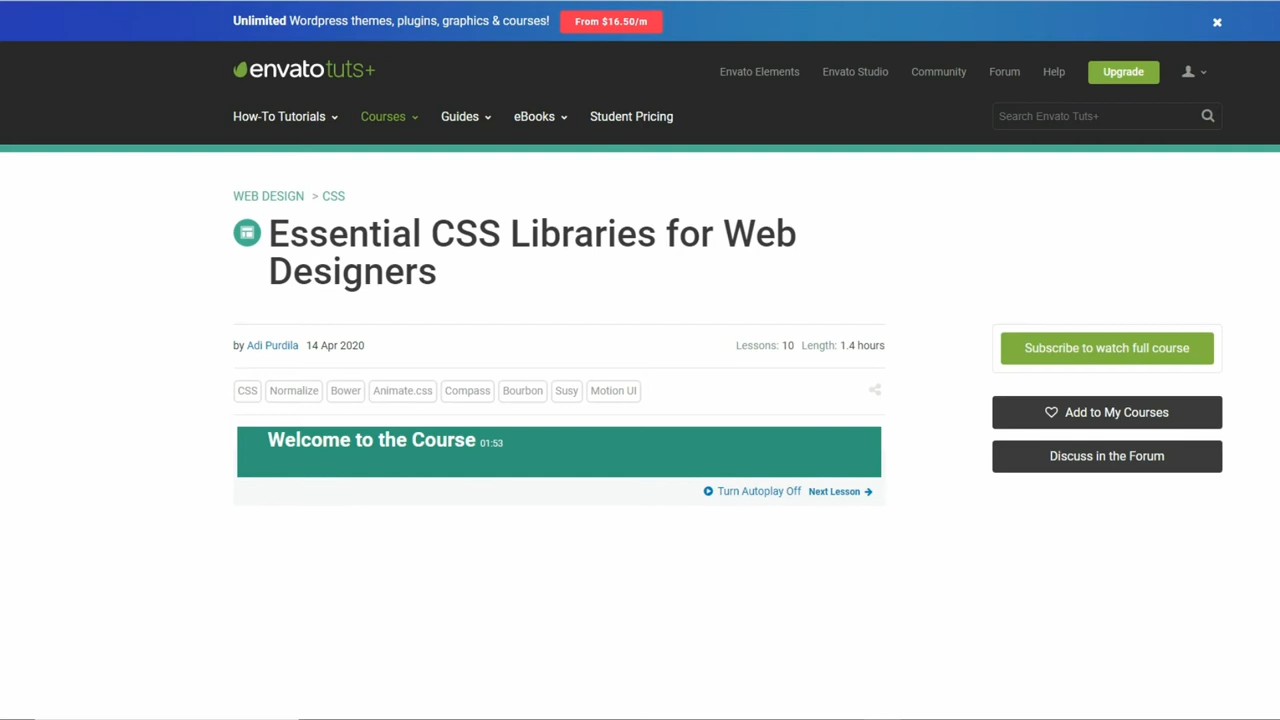 Unlimited Wordpress themes, plugins, graphics & courses! From $16.50/m
envatotuts+
Envato Elements Envato Studio Community Forum Help Upgrade
How-To Tutorials Courses Guides eBooks Student Pricing Search Envato Tuts+
WEB DESIGN > CSS
Essential CSS Libraries for Web
Designers
by Adi Purdila 14 Apr 2020 Lessons: 10 Length: 1.4 hours
Subscribe to watch full course
CSS Normalize Bower Animate.css Compass Bourbon Susy Motion UI
Add to My Courses
Welcome to the Course 01:53
Discuss in the Forum
Turn Autoplay Off Next Lesson